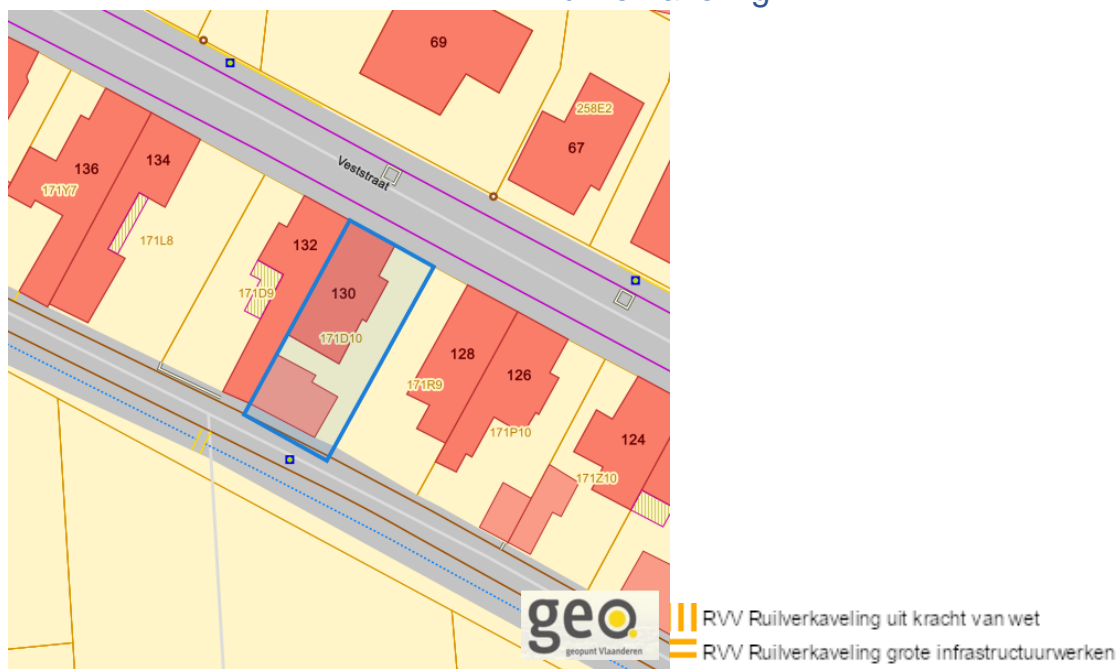 69
258E2
67
136
134
Veststraat
171Y7
171L8
132
171D9
130
171D10
128
171R9
126
171P10
124
171Z10
geo
geopunt Vlaanderen
RVV Ruilverkaveling uit kracht van wet
RVV Ruilverkaveling grote infrastructuurwerken